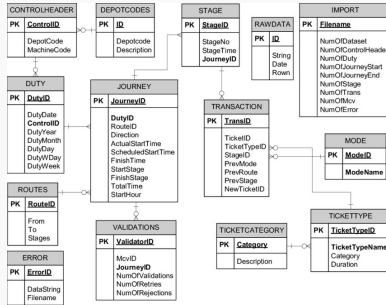 CONTROLHEADER
PK ControlID
DepotCode
MachineCode
DEPOTCODES
PK ID
Depotcode
Description
STAGE
PK StageID
StageNo
StageTime
JourneyID
RAWDATA
PK ID
String
Date
Rown
IMPORT
PK Filename
NumOfDataset
NumOfControlHeader
NumOfDuty
NumOfJourneyStart
NumOfJourneyEnd
NumOfStage
NumOfTrans
NumOfMcv
NumOfError
DUTY
PK DutyID
DutyDate
ControlID
DutyYear
DutyMonth
DutyDay
DutyWDay
DutyWeek
JOURNEY
PK JourneyID
DutyID
RouteID
Direction
ActualStartTime
ScheduledStartTime
FinishTime
StartStage
FinishStage
TotalTime
StartHour
TRANSACTION
PK TransID
TicketID
TicketTypeID
StageID
PrevMode
PrevRoute
PrevStage
NewTicketID
MODE
PK ModeID
ModeName
ROUTES
PK RouteID
From
To
Stages
VALIDATIONS
PK ValidatorID
McvID
JourneyID
NumOfValidations
NumOfRetries
NumOfRejections
TICKETCATEGORY
PK Category
Description
TICKETTYPE
PK TicketTypeID
TicketTypeName
Category
Duration
ERROR
PK ErrorID
DataString
Filename